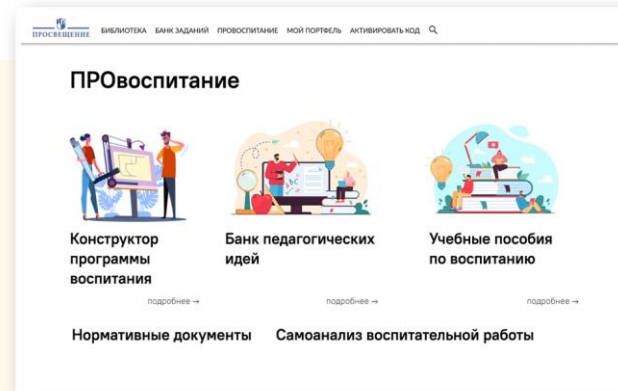 ПРОСВЕЩЕНИЕ БИБЛИОТЕКА БАНК ЗАДАНИЙ ПРОВОСПИТАНИЕ МОЙ ПОРТФЕЛЬ АКТИВИРОВАТЬ КОД
ПРОвоспитание
Конструктор
программы
воспитания
подробнее →
Банк педагогических
идей
подробнее →
Учебные пособия
по воспитанию
подробнее →
Нормативные документы Самоанализ воспитательной работы